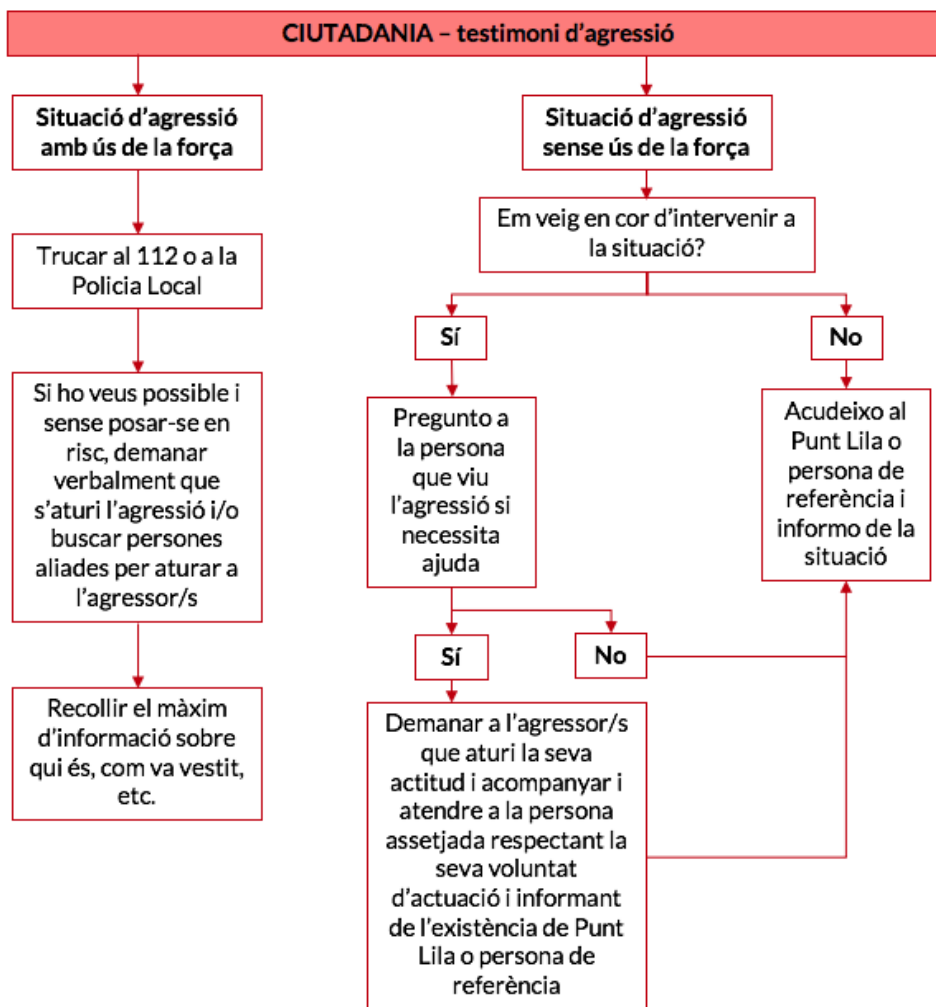 CIUTADANIA – testimoni d'agressió
Situació d'agressió
amb ús de la força
Trucar al 112 o a la
Policia Local
Si ho veus possible i
sense posar-se en
risc, demanar
verbalment que
s'aturi l'agressió i/o
buscar persones
aliades per aturar a
l'agressor/s
Recollir el màxim
d'informació sobre
qui és, com va vestit,
etc.
Situació d'agressió
sense ús de la força
Em veig en cor d'intervenir a
la situació?
Sí
Pregunto a
la persona
que viu
l'agressió si
necessita
ajuda
Sí
No
Demanar a l'agressor/s
que aturi la seva
actitud i acompanyar i
atendre a la persona
assetjada respectant la
seva voluntat
d'actuació i informant
de l'existència de Punt
Lila o persona de
referència
No
Acudeixo al
Punt Lila o
persona de
referència i
informo de la
situació